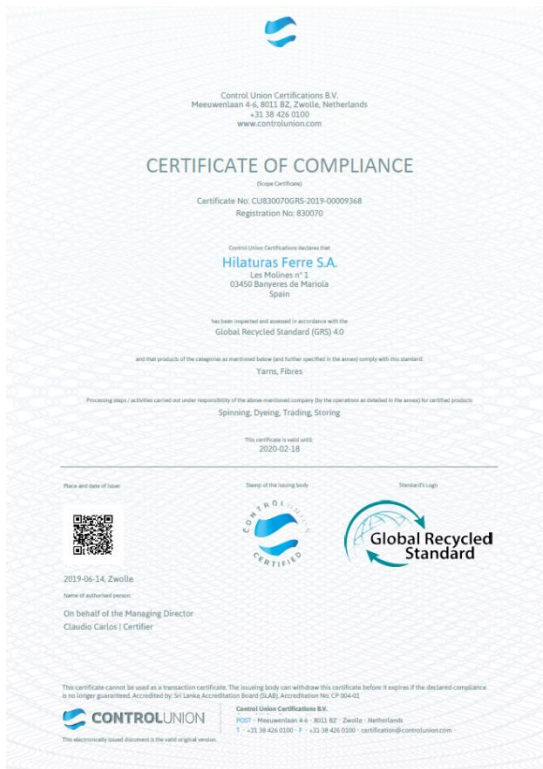 Control Union Certifications B.V.
Meeuwenlaan 4-6, 8011 BZ, Zwolle, Netherlands
+31 38 426 0100
www.controlunion.com
CERTIFICATE OF COMPLIANCE
(Scope Certificate)
Certificate No: CU830070GRS-2019-00009368
Registration No: 830070
Control Union Certifications declares that
Hilaturas Ferre S.A.
Les Molines n° 1
03450 Banyeres de Mariola
Spain
has been inspected and assessed in accordance with the
Global Recycled Standard (GRS) 4.0
and that products of the categories as mentioned below (and further specified in the annex) comply with this standard:
Yarns, Fibres
Processing steps / activities carried out under responsibility of the above mentioned company (by the operations as detailed in the annex) for certified products
Spinning, Dyeing, Trading, Storing
This certificate is valid until:
2020-02-18
Place and date of issue:
Stamp of the issuing body
Standard's Logo
CONTROL UNION
CERTIFIED
Global Recycled
Standard
2019-06-14, Zwolle
Name of authorised person:
On behalf of the Managing Director
Claudio Carlos | Certifier
This certificate cannot be used as a transaction certificate. The issuing body can withdraw this certificate before it expires if the declared compliance
is no longer guaranteed. Accredited by: Sri Lanka Accreditation Board (SLAB), Accreditation No: CP 004-01
CONTROLUNION
Control Union Certifications B.V.
POST · Meeuwenlaan 4-6 · 8011 BZ · Zwolle · Netherlands
T · +31 38 426 0100 · F · +31 38 426 0100 · certification@controlunion.com
This electronically issued document is the valid original version.